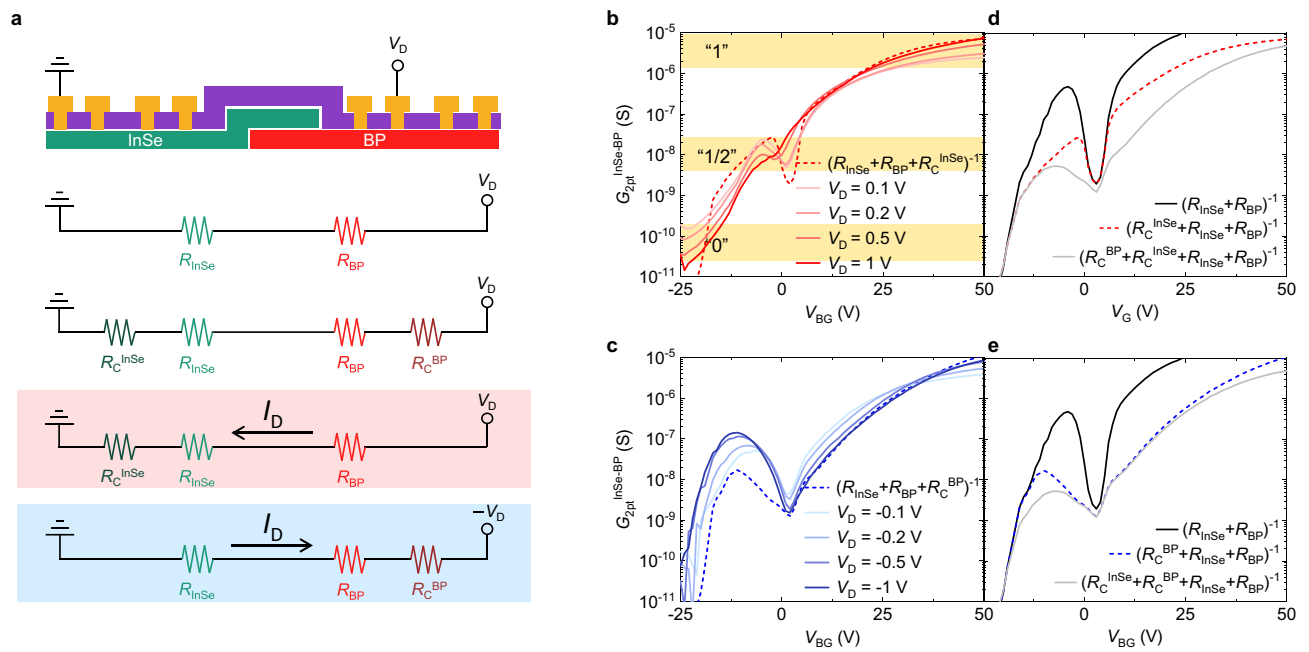 a
V_D
InSe BP
V_D
R_InSe R_BP
V_D
R_C^InSe R_InSe R_BP R_C^BP
I_D V_D
R_C^InSe R_InSe R_BP
I_D −V_D
R_InSe R_BP R_C^BP
b
G_2pt^InSe-BP (S)
10^-5
10^-6
10^-7
10^-8
10^-9
10^-10
10^-11
"1"
"1/2"
"0"
(R_InSe+R_BP+R_C^InSe)^-1
V_D = 0.1 V
V_D = 0.2 V
V_D = 0.5 V
V_D = 1 V
-25 0 25 50
V_BG (V)
d
(R_InSe+R_BP)^-1
(R_C^InSe+R_InSe+R_BP)^-1
(R_C^BP+R_C^InSe+R_InSe+R_BP)^-1
-25 0 25 50
V_G (V)
c
G_2pt^InSe-BP (S)
10^-5
10^-6
10^-7
10^-8
10^-9
10^-10
10^-11
(R_InSe+R_BP+R_C^BP)^-1
V_D = -0.1 V
V_D = -0.2 V
V_D = -0.5 V
V_D = -1 V
-25 0 25 50
V_BG (V)
e
(R_InSe+R_BP)^-1
(R_C^BP+R_InSe+R_BP)^-1
(R_C^InSe+R_C^BP+R_InSe+R_BP)^-1
0 25 50
V_BG (V)